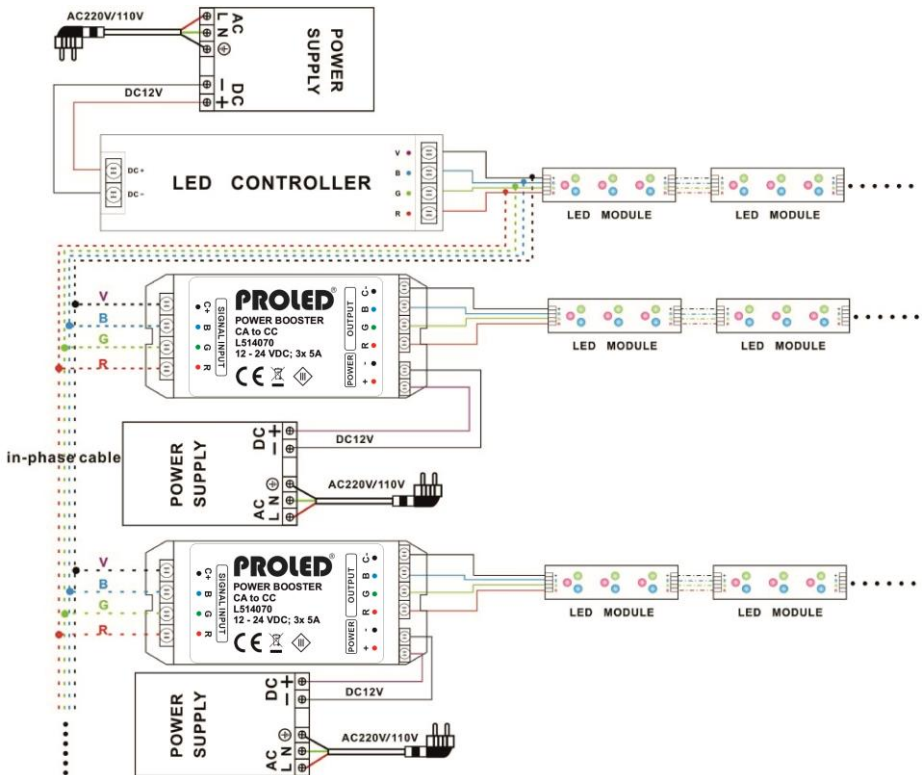 AC220V/110V
AC
L
N
DC
−
+
POWER
SUPPLY
DC12V
DC+
DC−
LED CONTROLLER
V
B
G
R
LED MODULE
LED MODULE
V
B
G
R
SIGNAL INPUT
C+
B
G
R
PROLED®
POWER BOOSTER
CA to CC
L514070
12 - 24 VDC; 3x 5A
CE
OUTPUT
C-
B
G
R
POWER
-
+
LED MODULE
LED MODULE
in-phase cable
POWER
SUPPLY
DC
+
−
DC12V
AC
N
L
AC220V/110V
V
B
G
R
SIGNAL INPUT
C+
B
G
R
PROLED®
POWER BOOSTER
CA to CC
L514070
12 - 24 VDC; 3x 5A
CE
OUTPUT
C-
B
G
R
POWER
-
+
LED MODULE
LED MODULE
POWER
SUPPLY
DC
+
−
DC12V
AC
N
L
AC220V/110V